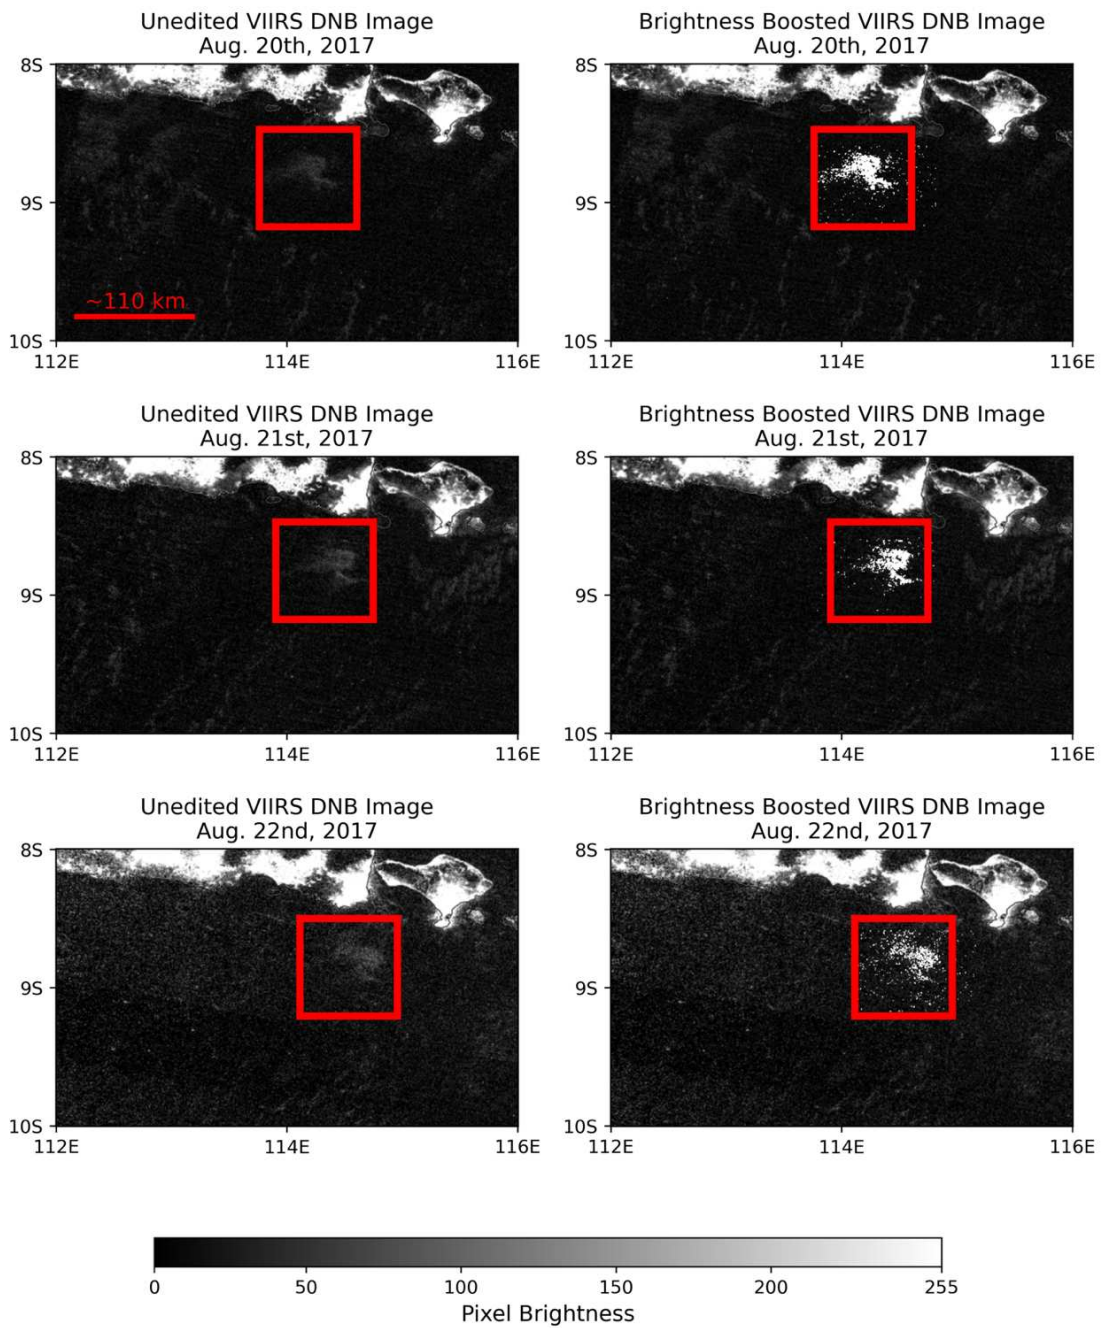 Unedited VIIRS DNB Image
Aug. 20th, 2017
Brightness Boosted VIIRS DNB Image
Aug. 20th, 2017
8S
9S
10S
~110 km
112E 114E 116E
8S
9S
10S
112E 114E 116E
Unedited VIIRS DNB Image
Aug. 21st, 2017
Brightness Boosted VIIRS DNB Image
Aug. 21st, 2017
8S
9S
10S
112E 114E 116E
8S
9S
10S
112E 114E 116E
Unedited VIIRS DNB Image
Aug. 22nd, 2017
Brightness Boosted VIIRS DNB Image
Aug. 22nd, 2017
8S
9S
10S
112E 114E 116E
8S
9S
10S
112E 114E 116E
0 50 100 150 200 255
Pixel Brightness